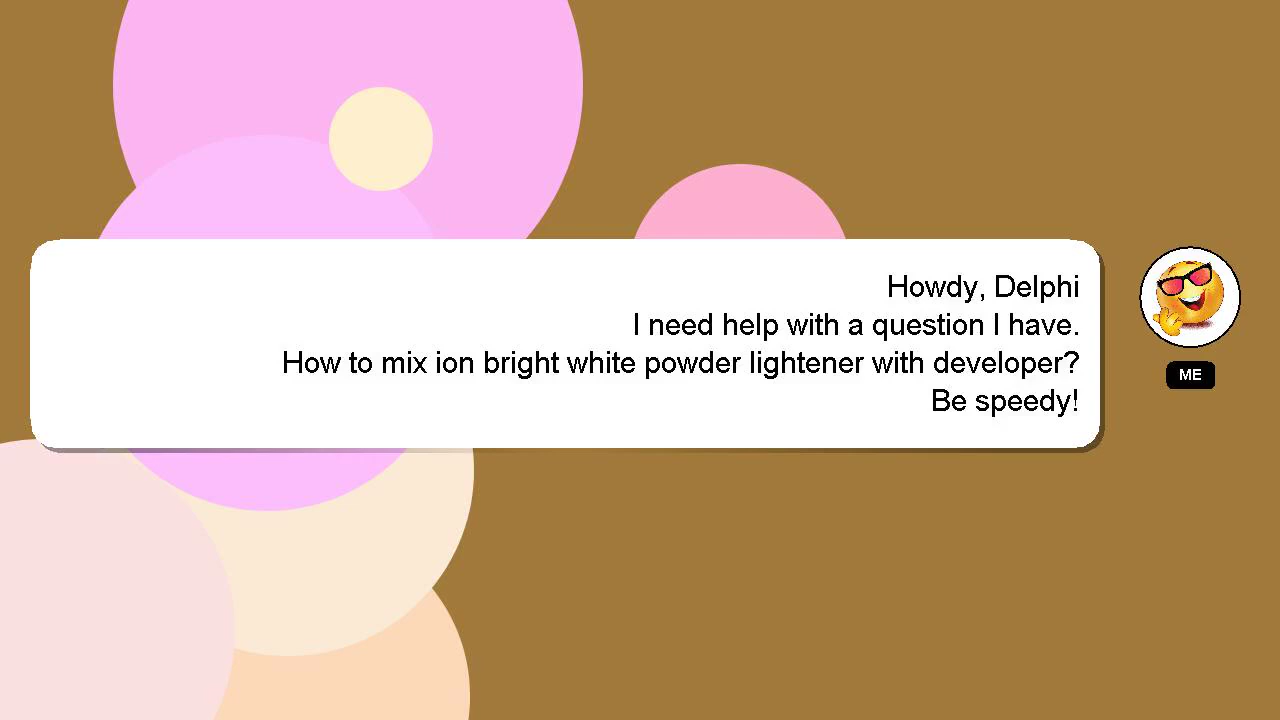 Howdy, Delphi
I need help with a question I have.
How to mix ion bright white powder lightener with developer?
Be speedy!
ME